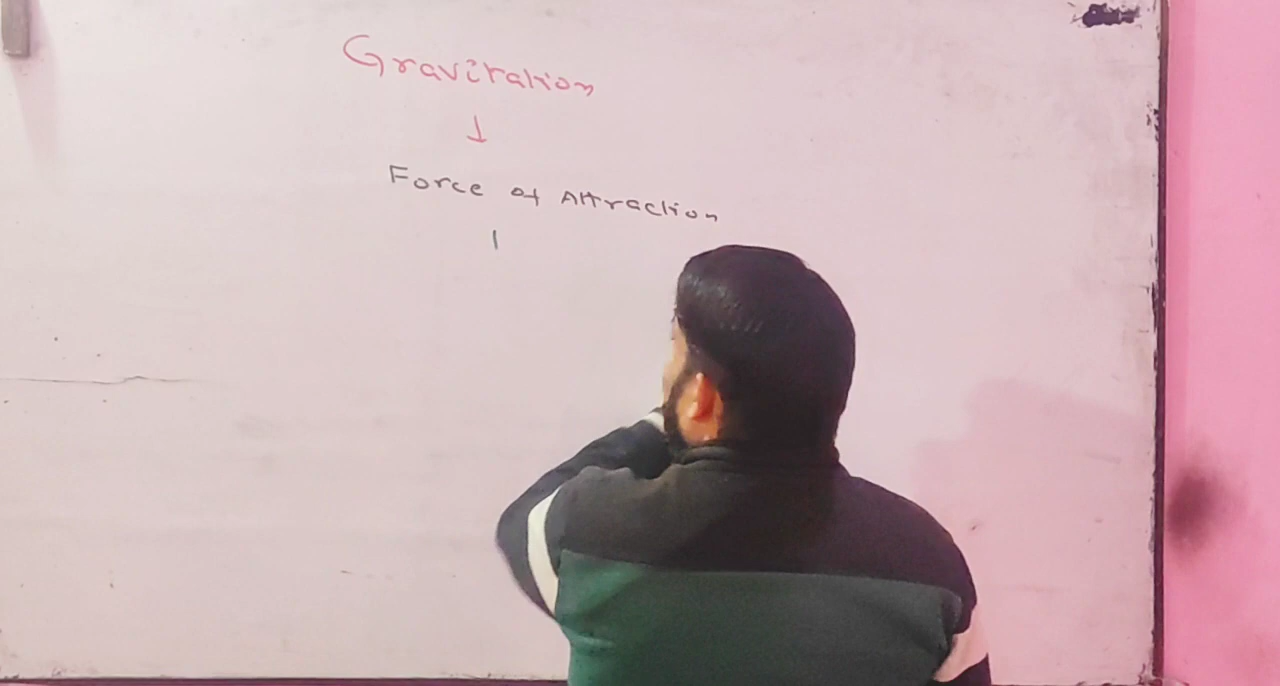 Gravitation
↓
Force of Attraction